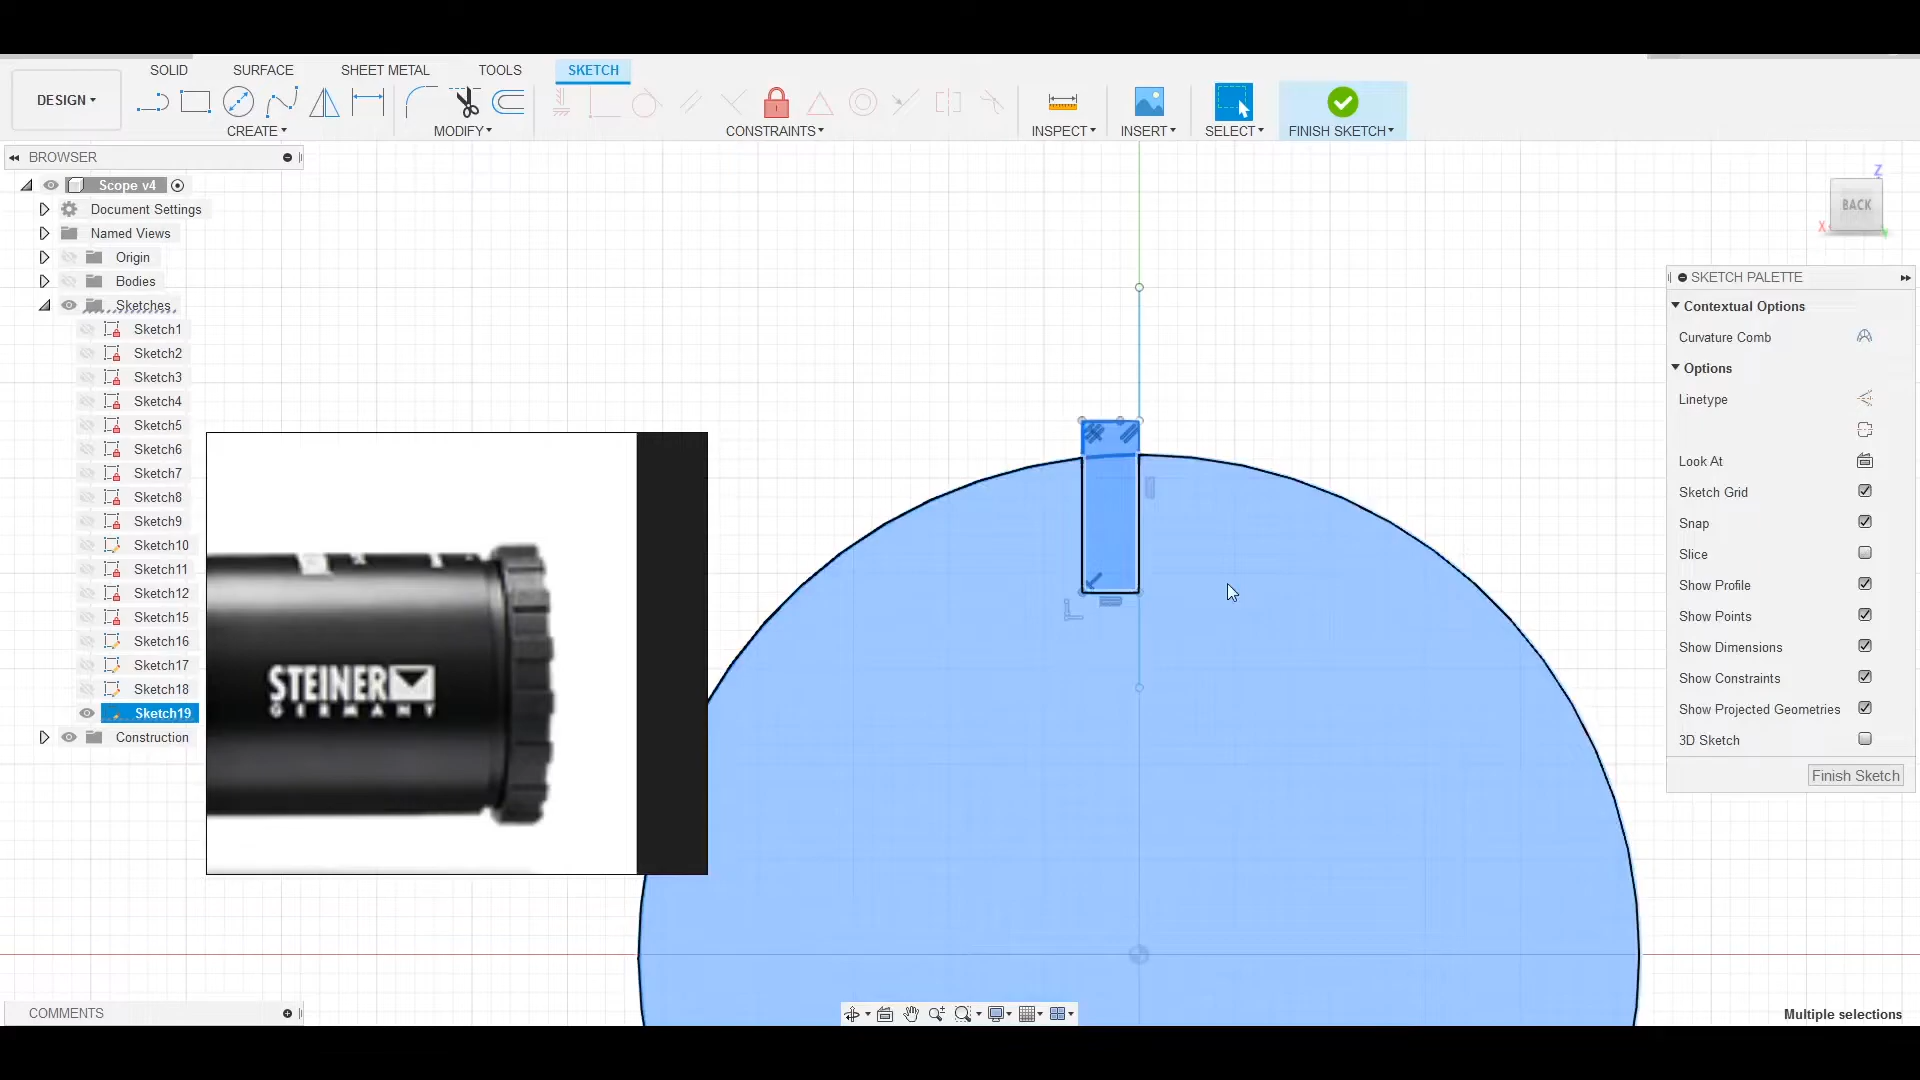 SOLID SURFACE SHEET METAL TOOLS SKETCH
DESIGN
CREATE MODIFY CONSTRAINTS INSPECT INSERT SELECT FINISH SKETCH
BROWSER
Scope v4
Document Settings
Named Views
Origin
Bodies
Sketches
Sketch1
Sketch2
Sketch3
Sketch4
Sketch5
Sketch6
Sketch7
Sketch8
Sketch9
Sketch10
Sketch11
Sketch12
Sketch15
Sketch16
Sketch17
Sketch18
Sketch19
Construction
STEINER
GERMANY
Z
BACK
X
Y
SKETCH PALETTE
Contextual Options
Curvature Comb
Options
Linetype
Look At
Sketch Grid
Snap
Slice
Show Profile
Show Points
Show Dimensions
Show Constraints
Show Projected Geometries
3D Sketch
Finish Sketch
COMMENTS
Multiple selections